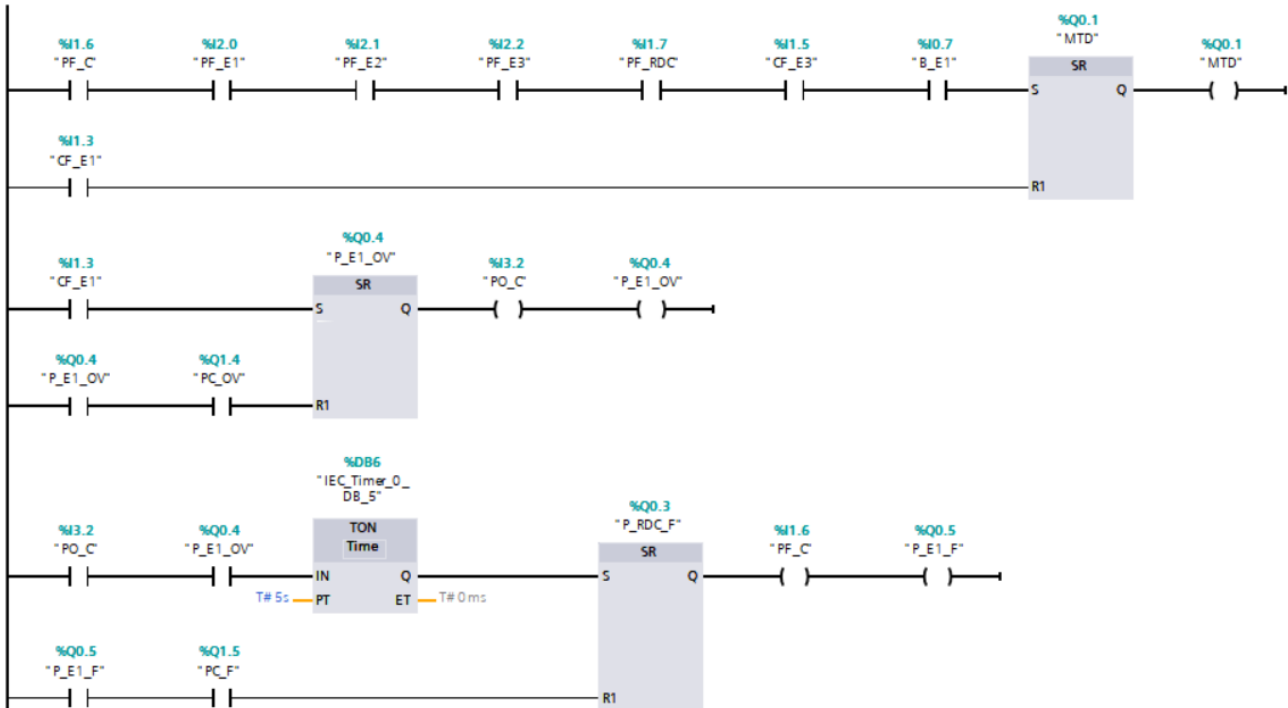 %Q0.1
"MTD"
%I1.6 %I2.0 %I2.1 %I2.2 %I1.7 %I1.5 %I0.7 %Q0.1
"PF_C" "PF_E1" "PF_E2" "PF_E3" "PF_RDC" "CF_E3" "B_E1" SR "MTD"
S Q
%I1.3
"CF_E1"
R1
%Q0.4
"P_E1_OV"
%I1.3 %I3.2 %Q0.4
"CF_E1" SR "PO_C" "P_E1_OV"
S Q
%Q0.4 %Q1.4
"P_E1_OV" "PC_OV"
R1
%DB6
"IEC_Timer_0_
DB_5"
%Q0.3
"P_RDC_F"
%I3.2 %Q0.4 TON %I1.6 %Q0.5
"PO_C" "P_E1_OV" Time SR "PF_C" "P_E1_F"
IN Q S Q
T# 5s PT ET T# 0ms
%Q0.5 %Q1.5
"P_E1_F" "PC_F"
R1